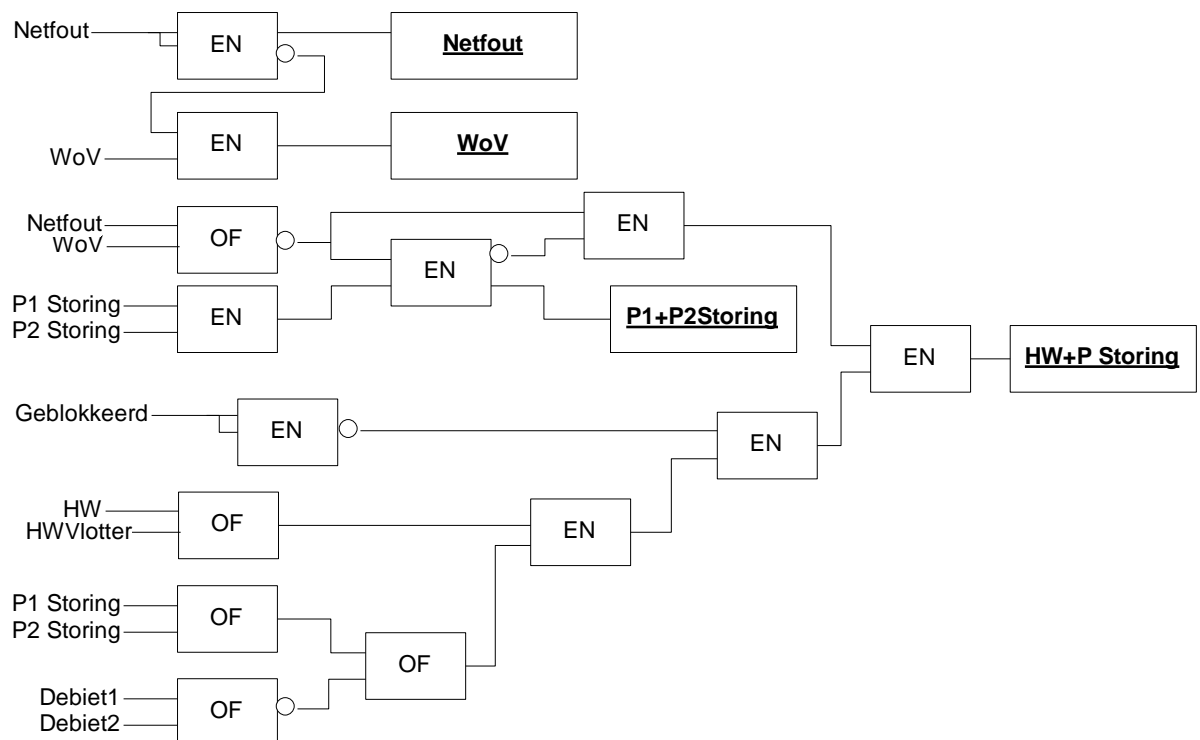 Netfout
EN
Netfout
WoV
EN
WoV
Netfout
WoV
OF
EN
EN
P1 Storing
P2 Storing
EN
P1+P2Storing
EN
HW+P Storing
Geblokkeerd
EN
EN
HW
HWVlotter
OF
EN
P1 Storing
P2 Storing
OF
OF
Debiet1
Debiet2
OF